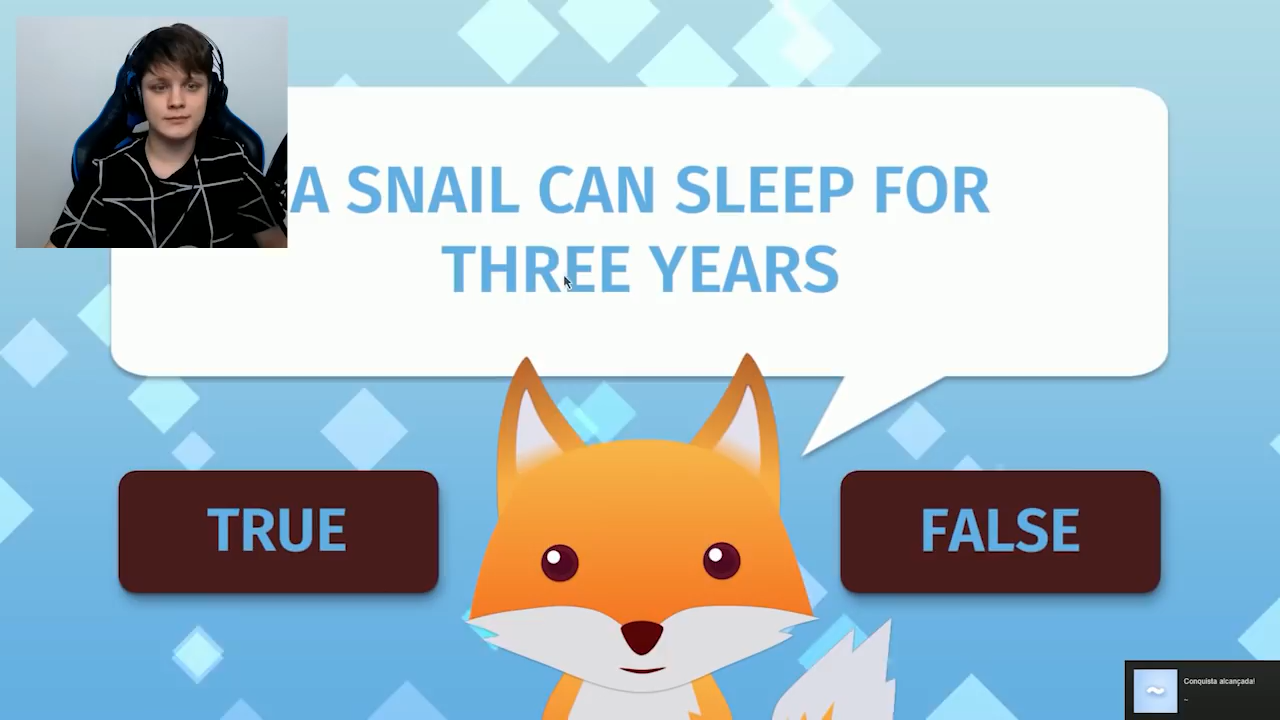 A SNAIL CAN SLEEP FOR
THREE YEARS
TRUE
FALSE
Conquista alcançada!